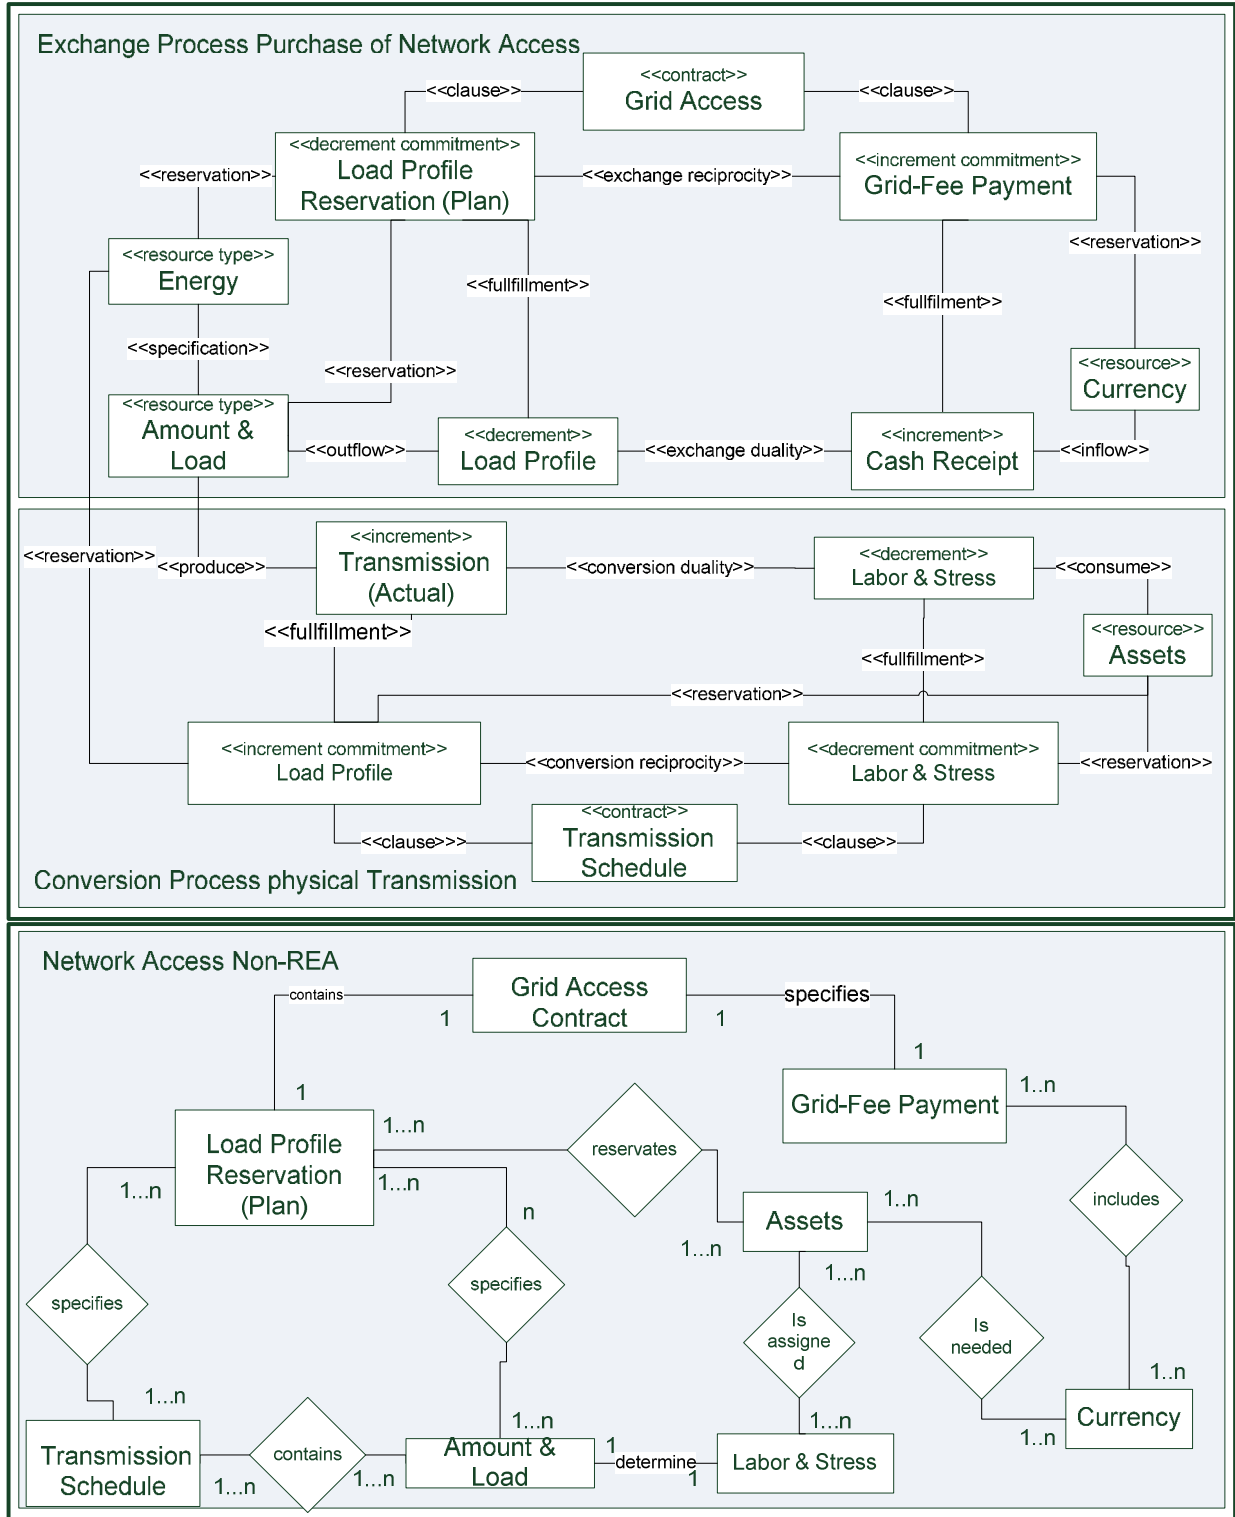 Exchange Process Purchase of Network Access
<<contract>>
Grid Access
<<clause>>
<<clause>>
<<decrement commitment>>
Load Profile
Reservation (Plan)
<<reservation>>
<<exchange reciprocity>>
<<increment commitment>>
Grid-Fee Payment
<<reservation>>
<<resource type>>
Energy
<<fullfillment>>
<<fullfillment>>
<<specification>>
<<reservation>>
<<resource>>
Currency
<<resource type>>
Amount &
Load
<<outflow>>
<<decrement>>
Load Profile
<<exchange duality>>
<<increment>>
Cash Receipt
<<inflow>>
<<reservation>>
<<produce>>
<<increment>>
Transmission
(Actual)
<<conversion duality>>
<<decrement>>
Labor & Stress
<<consume>>
<<fullfillment>>
<<fullfillment>>
<<resource>>
Assets
<<reservation>>
<<increment commitment>>
Load Profile
<<conversion reciprocity>>
<<decrement commitment>>
Labor & Stress
<<reservation>>
<<clause>>>
<<contract>>
Transmission
Schedule
<<clause>>
Conversion Process physical Transmission
Network Access Non-REA
contains
1
Grid Access
Contract
1
specifies
1
1
Grid-Fee Payment
1..n
Load Profile
Reservation
(Plan)
1...n
1...n
1...n
reservates
n
includes
Assets
1..n
1...n
1...n
specifies
specifies
Is
assigne
d
Is
needed
1...n
1...n
1...n
1..n
1..n
Currency
Transmission
Schedule
1...n
contains
1...n
Amount &
Load
1
determine
1
Labor & Stress